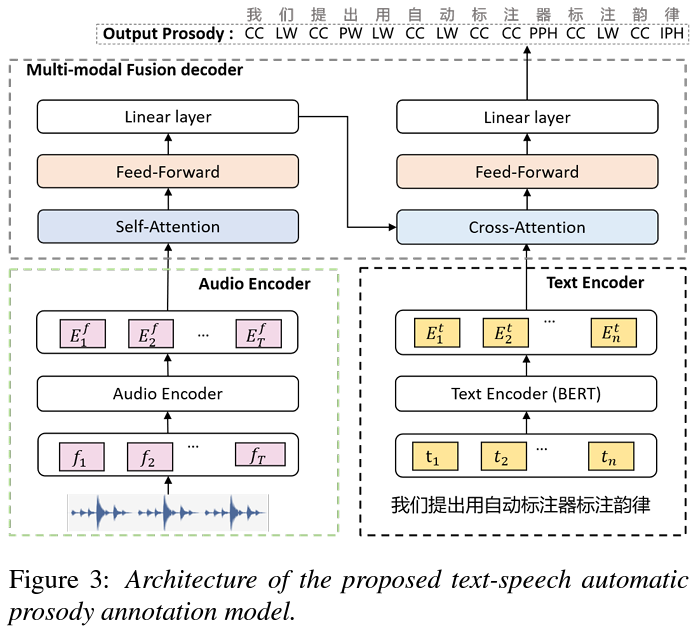 我 们 提 出 用 自 动 标 注 器 标 注 韵 律
Output Prosody : CC LW CC PW LW CC LW CC CC PPH CC LW CC IPH
Multi-modal Fusion decoder
Linear layer
Feed-Forward
Self-Attention
Linear layer
Feed-Forward
Cross-Attention
Audio Encoder
E_1^f E_2^f ... E_T^f
Audio Encoder
f_1 f_2 ... f_T
Text Encoder
E_1^t E_2^t ... E_n^t
Text Encoder (BERT)
t_1 t_2 ... t_n
我们提出用自动标注器标注韵律
Figure 3: Architecture of the proposed text-speech automatic
prosody annotation model.